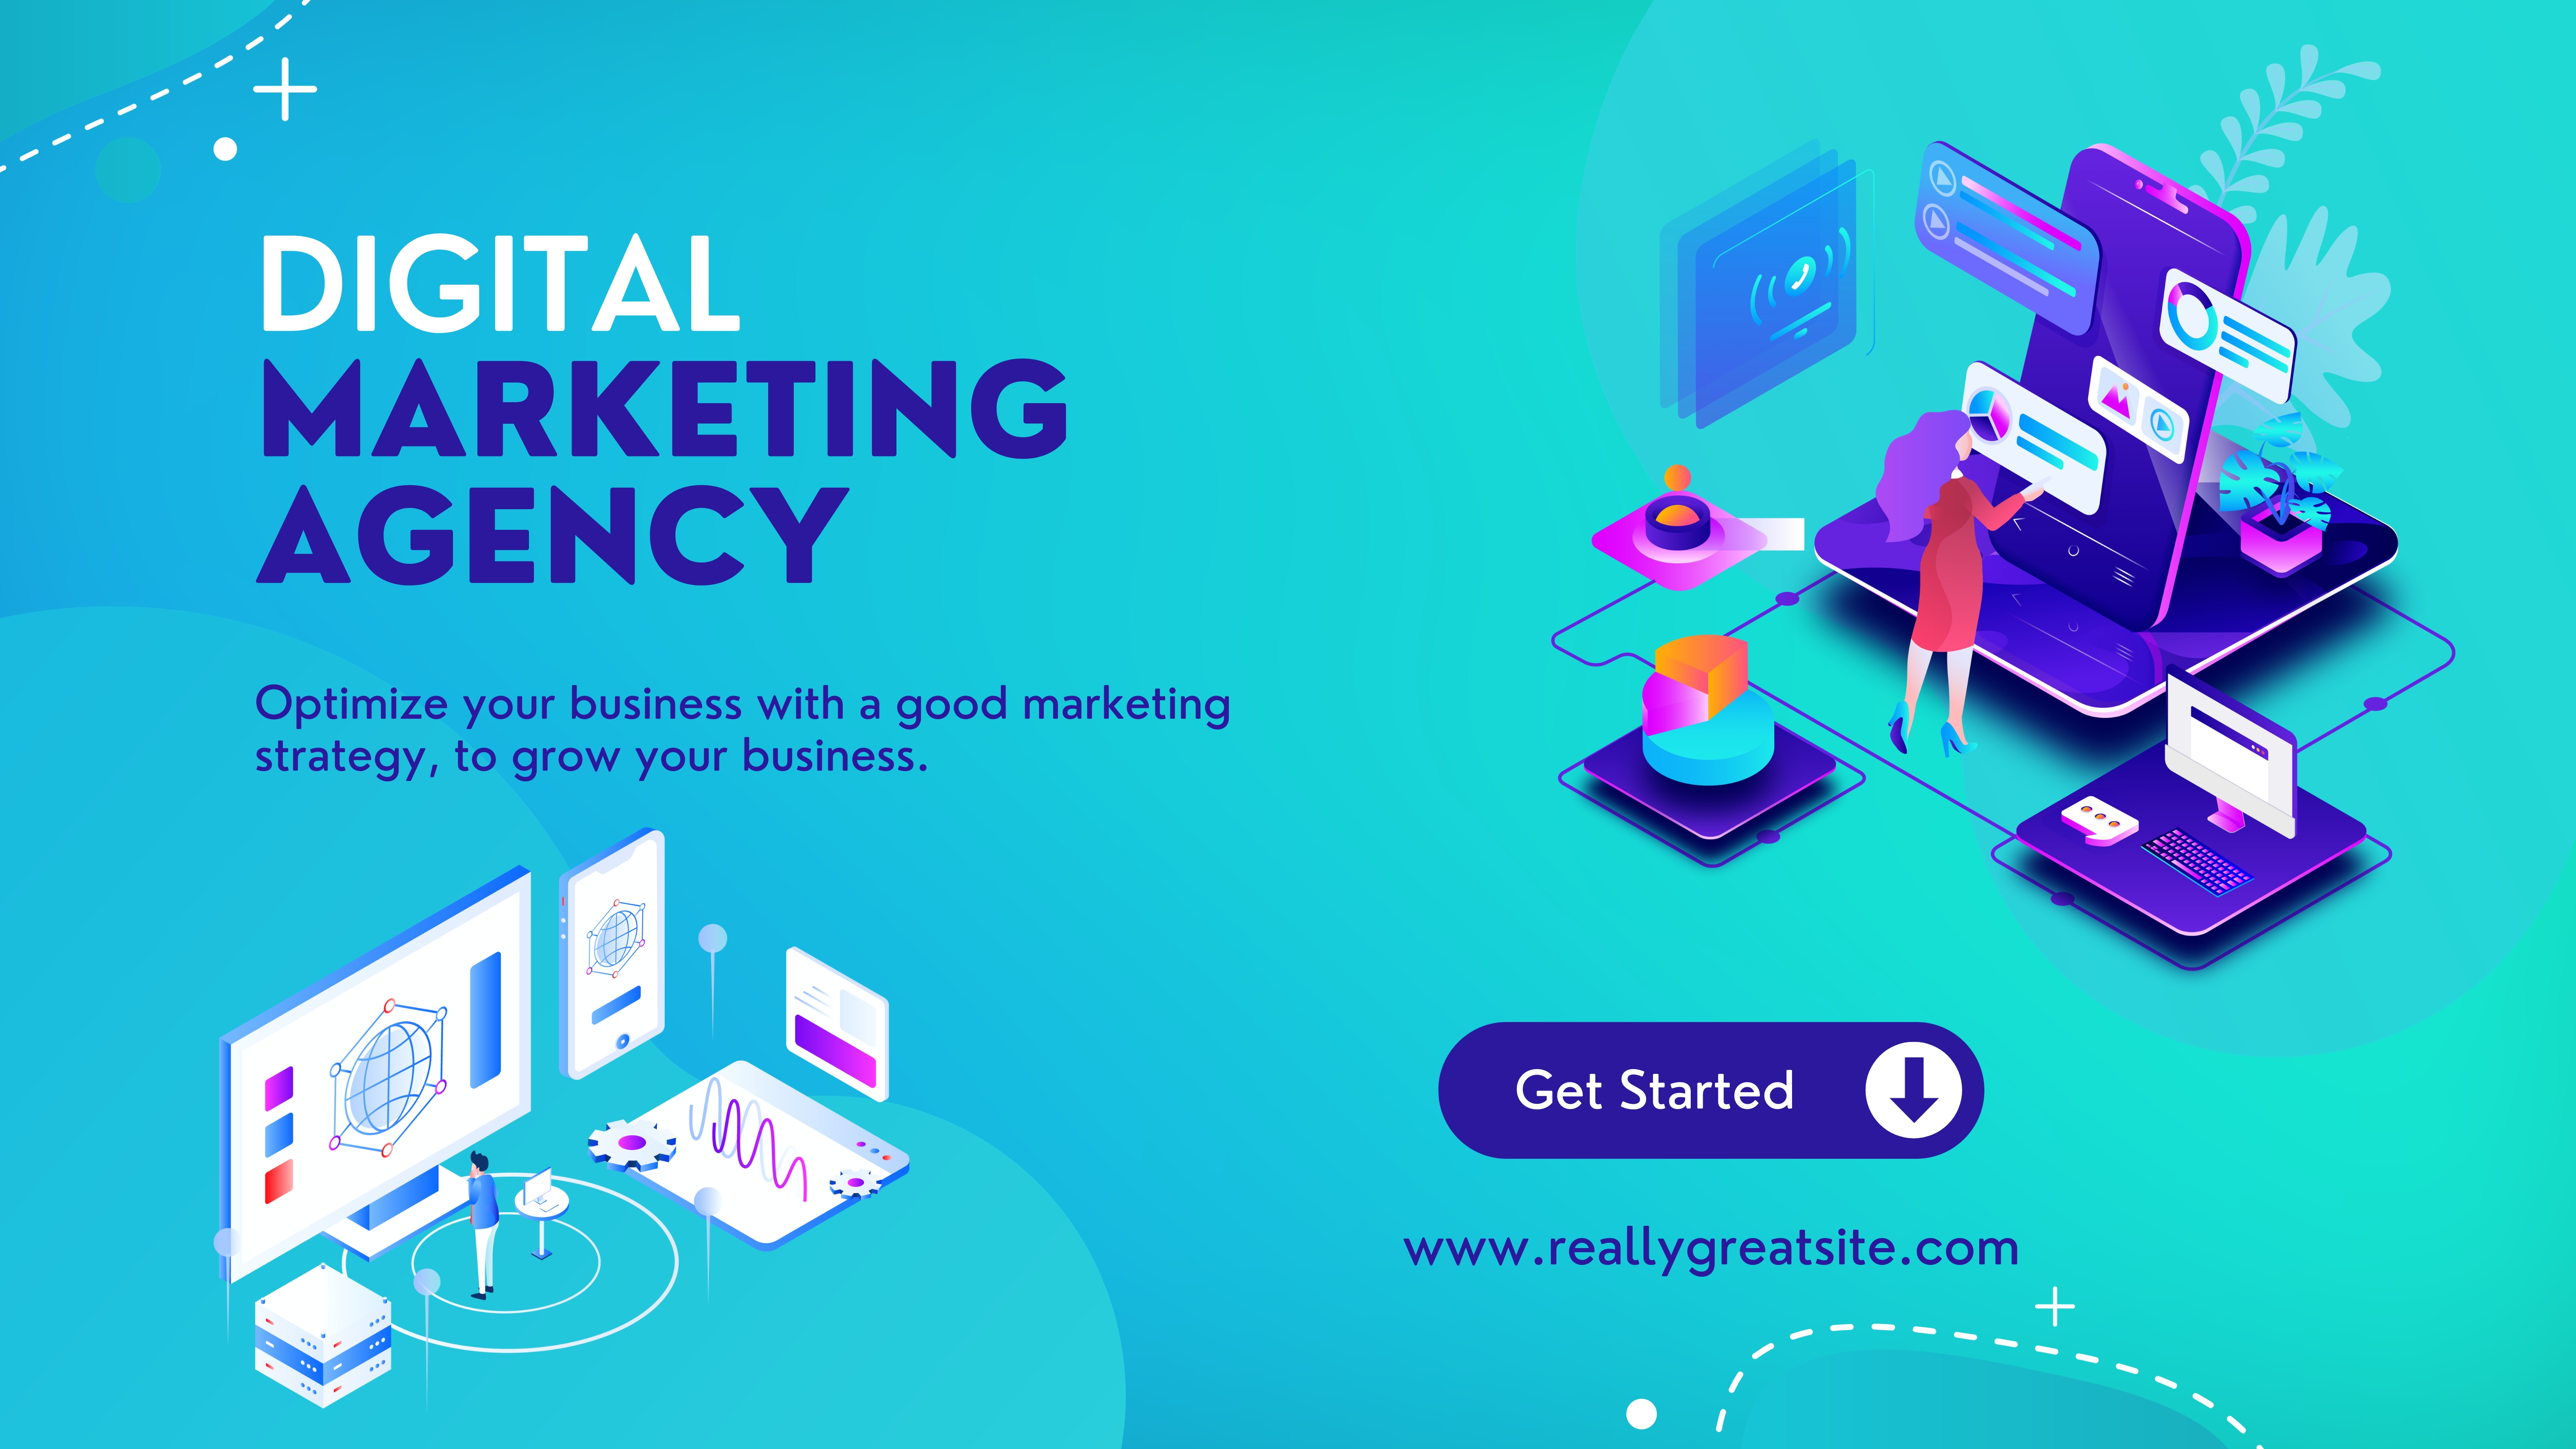 DIGITAL
MARKETING
AGENCY
Optimize your business with a good marketing
strategy, to grow your business.
Get Started
www.reallygreatsite.com